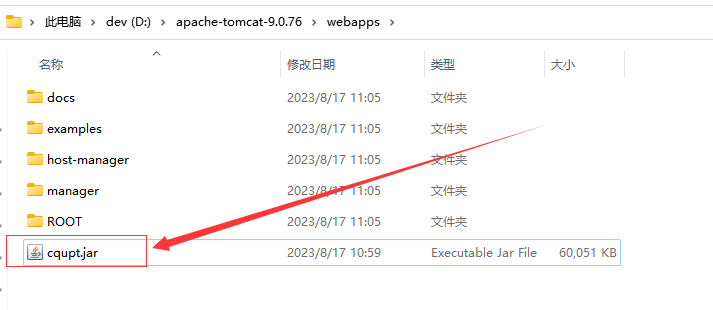 此电脑 > dev (D:) > apache-tomcat-9.0.76 > webapps >
名称 修改日期 类型 大小
docs 2023/8/17 11:05 文件夹
examples 2023/8/17 11:05 文件夹
host-manager 2023/8/17 11:05 文件夹
manager 2023/8/17 11:05 文件夹
ROOT 2023/8/17 11:05 文件夹
cqupt.jar 2023/8/17 10:59 Executable Jar File 60,051 KB